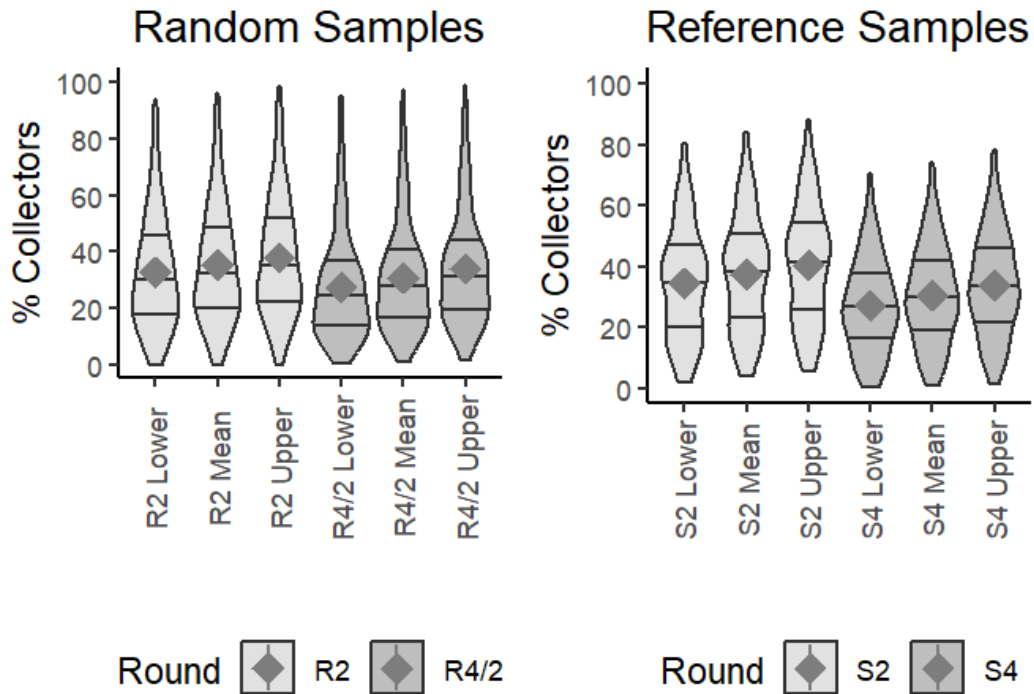 Random Samples
% Collectors
100
80
60
40
20
0
R2 Lower
R2 Mean
R2 Upper
R4/2 Lower
R4/2 Mean
R4/2 Upper
Round R2 R4/2
Reference Samples
% Collectors
100
80
60
40
20
0
S2 Lower
S2 Mean
S2 Upper
S4 Lower
S4 Mean
S4 Upper
Round S2 S4